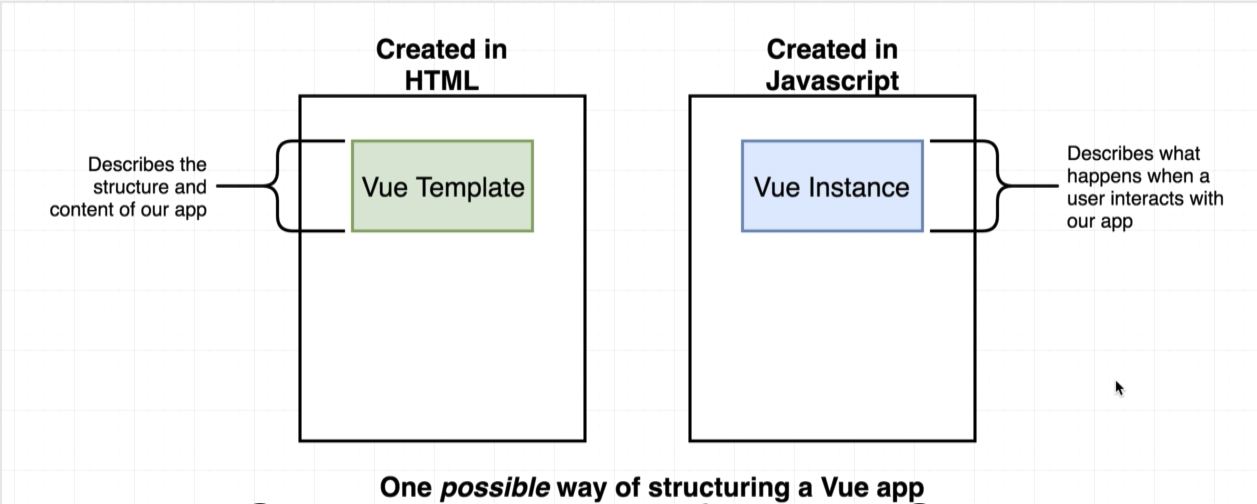 Created in
HTML
Created in
Javascript
Describes the
structure and
content of our app
Vue Template
Vue Instance
Describes what
happens when a
user interacts with
our app
One possible way of structuring a Vue app